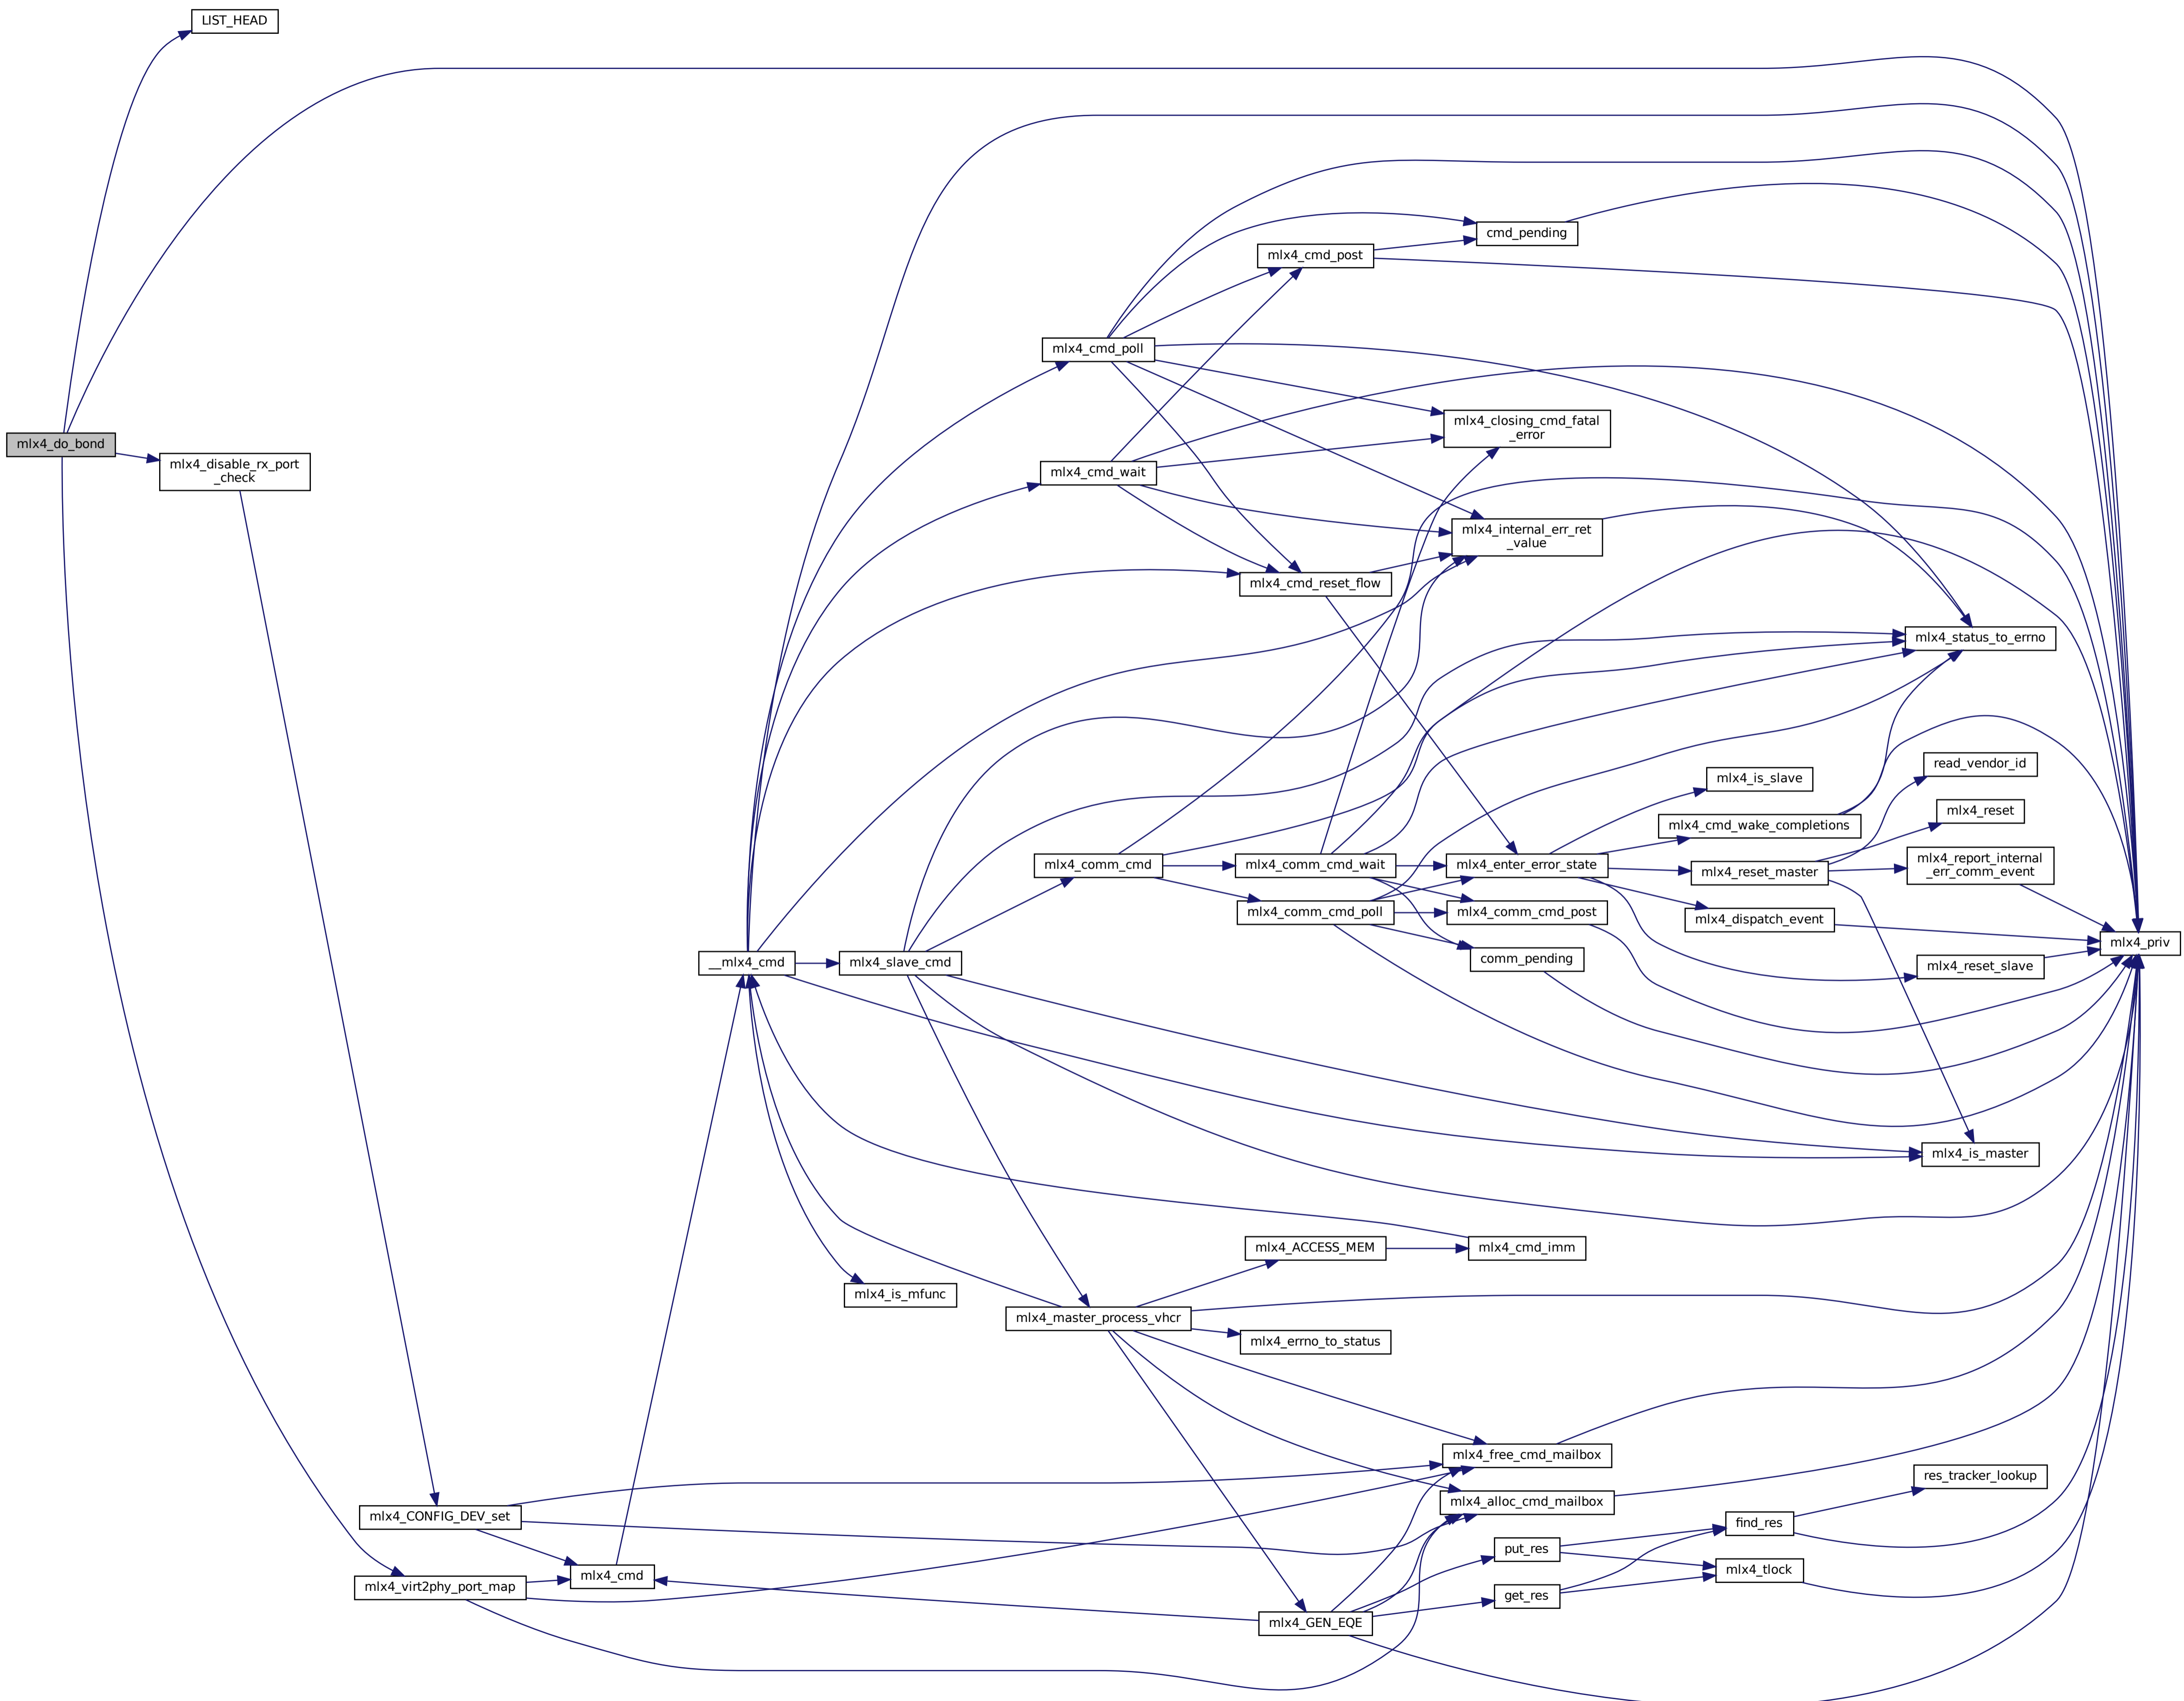 LIST_HEAD
cmd_pending
mlx4_cmd_post
mlx4_cmd_poll
mlx4_closing_cmd_fatal
_error
mlx4_do_bond
mlx4_disable_rx_port
_check
mlx4_cmd_wait
mlx4_internal_err_ret
_value
mlx4_cmd_reset_flow
mlx4_status_to_errno
read_vendor_id
mlx4_is_slave
mlx4_reset
mlx4_cmd_wake_completions
mlx4_comm_cmd
mlx4_comm_cmd_wait
mlx4_enter_error_state
mlx4_reset_master
mlx4_report_internal
_err_comm_event
mlx4_comm_cmd_poll
mlx4_comm_cmd_post
mlx4_dispatch_event
mlx4_priv
__mlx4_cmd
mlx4_slave_cmd
comm_pending
mlx4_reset_slave
mlx4_is_master
mlx4_ACCESS_MEM
mlx4_cmd_imm
mlx4_is_mfunc
mlx4_master_process_vhcr
mlx4_errno_to_status
mlx4_free_cmd_mailbox
res_tracker_lookup
mlx4_alloc_cmd_mailbox
mlx4_CONFIG_DEV_set
find_res
put_res
mlx4_cmd
mlx4_tlock
mlx4_virt2phy_port_map
get_res
mlx4_GEN_EQE